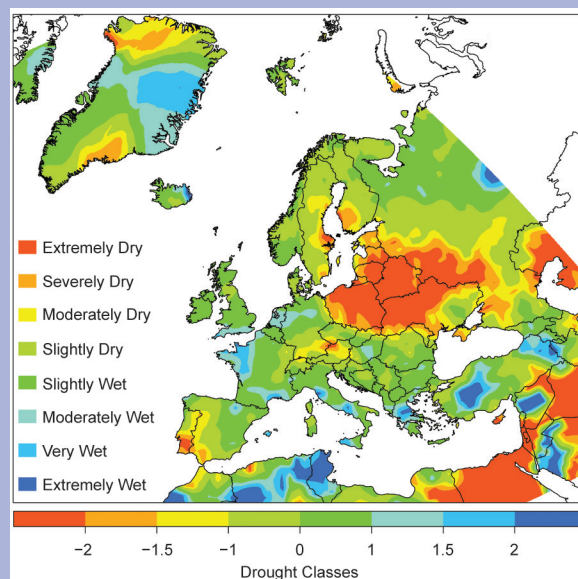 Extremely Dry
Severely Dry
Moderately Dry
Slightly Dry
Slightly Wet
Moderately Wet
Very Wet
Extremely Wet
−2 −1.5 −1 0 1 1.5 2
Drought Classes